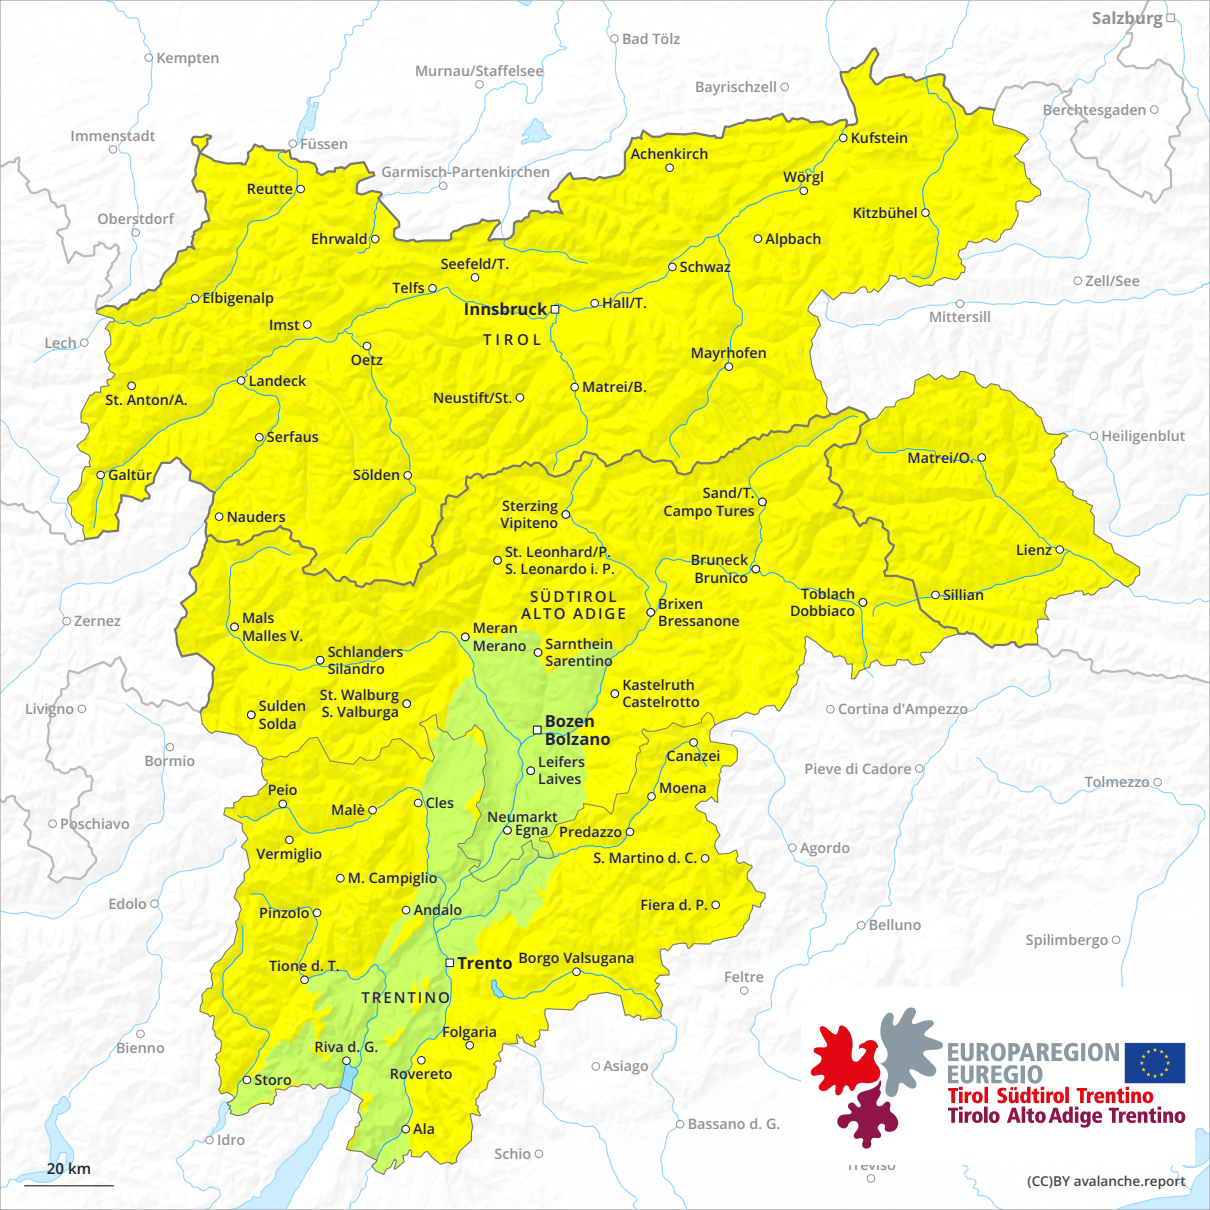 Salzburg
Bad Tölz
Kempten
Murnau/Staffelsee
Bayrischzell
Berchtesgaden
Immenstadt
Füssen
Kufstein
Achenkirch
Garmisch-Partenkirchen
Wörgl
Reutte
Oberstdorf
Kitzbühel
Ehrwald
Alpbach
Seefeld/T.
Schwaz
Zell/See
Telfs
Elbigenalp
Hall/T.
Innsbruck
Mittersill
Imst
TIROL
Lech
Oetz
Mayrhofen
Landeck
Matrei/B.
St. Anton/A.
Neustift/St.
Serfaus
Heiligenblut
Matrei/O.
Galtür
Sölden
Sand/T.
Campo Tures
Sterzing
Vipiteno
Nauders
St. Leonhard/P.
S. Leonardo i. P.
Lienz
Bruneck
Brunico
SÜDTIROL
ALTO ADIGE
Toblach
Dobbiaco
Sillian
Brixen
Bressanone
Zernez
Mals
Malles V.
Meran
Merano
Sarnthein
Sarentino
Schlanders
Silandro
Kastelruth
Castelrotto
St. Walburg
S. Valburga
Livigno
Sulden
Solda
Cortina d'Ampezzo
Bozen
Bolzano
Bormio
Canazei
Leifers
Laives
Pieve di Cadore
Tolmezzo
Peio
Moena
Cles
Malè
Neumarkt
Egna
Predazzo
Poschiavo
Vermiglio
Agordo
S. Martino d. C.
M. Campiglio
Edolo
Fiera d. P.
Pinzolo
Andalo
Belluno
Spilimbergo
Borgo Valsugana
Trento
Tione d. T.
Feltre
TRENTINO
Folgaria
Bienno
Riva d. G.
Asiago
Rovereto
Storo
EUROPAREGION
EUREGIO
Tirol Südtirol Trentino
Tirolo Alto Adige Trentino
Bassano d. G.
Ala
Idro
Schio
Treviso
20 km
(CC)BY avalanche.report